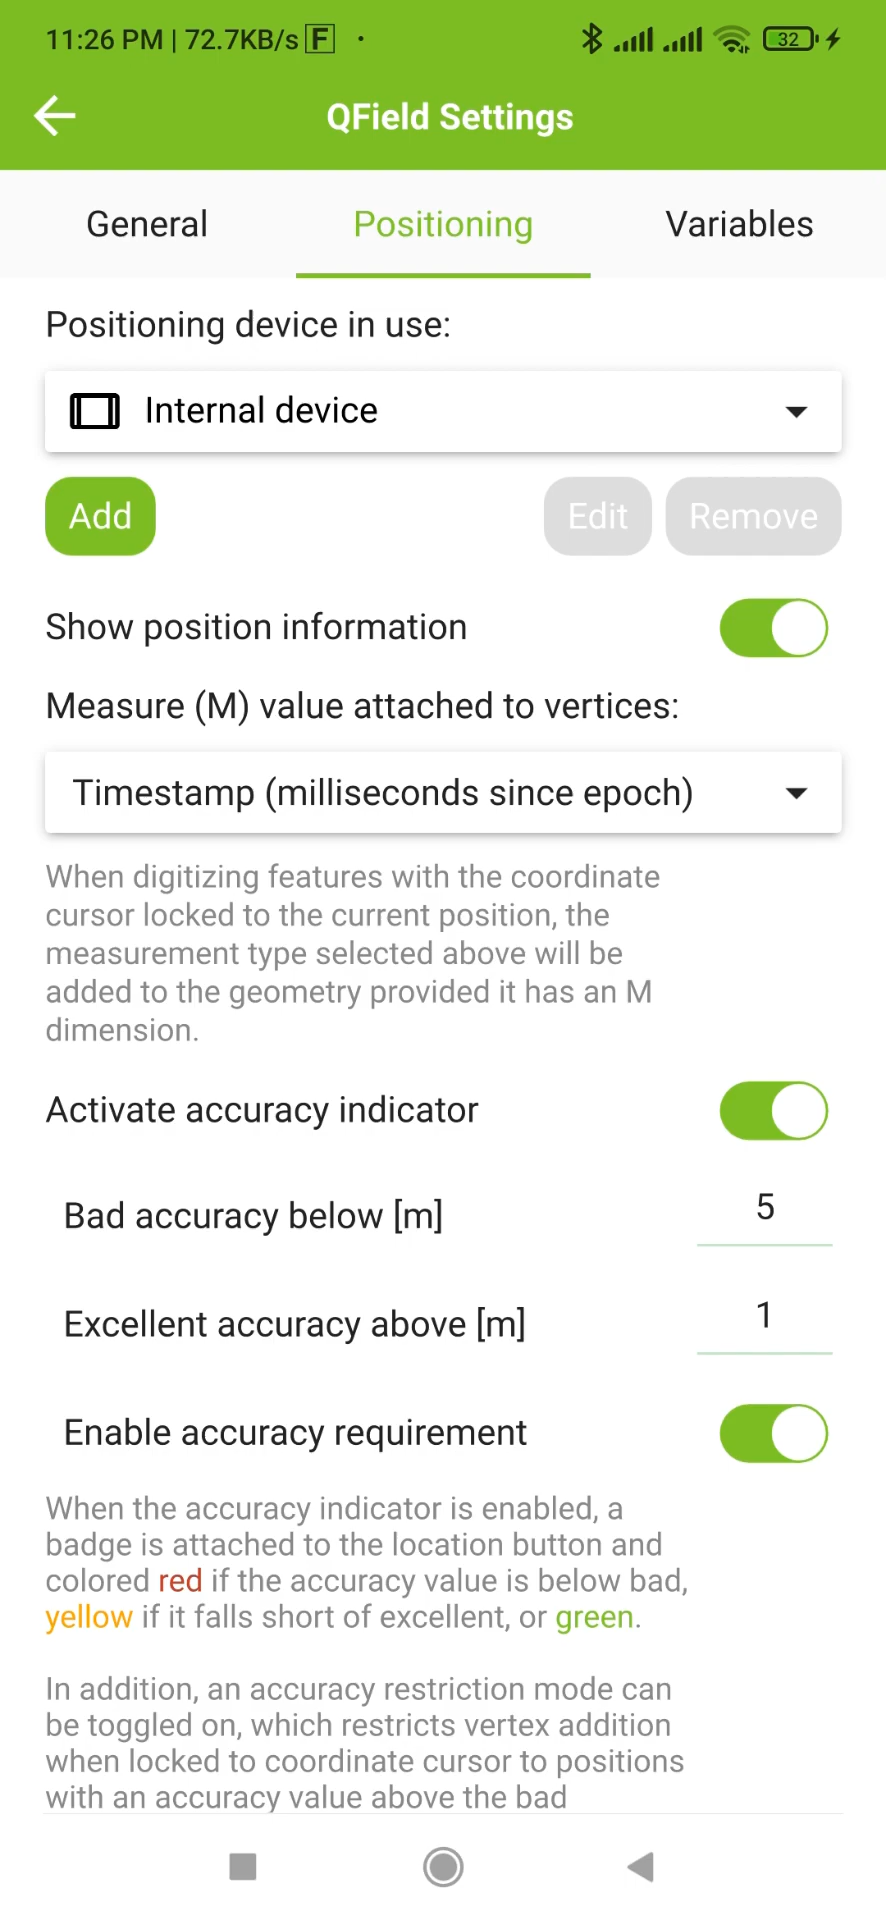 11:26 PM | 72.7KB/s F ·
32
QField Settings
General Positioning Variables
Positioning device in use:
Internal device
Add Edit Remove
Show position information
Measure (M) value attached to vertices:
Timestamp (milliseconds since epoch)
When digitizing features with the coordinate
cursor locked to the current position, the
measurement type selected above will be
added to the geometry provided it has an M
dimension.
Activate accuracy indicator
Bad accuracy below [m] 5
Excellent accuracy above [m] 1
Enable accuracy requirement
When the accuracy indicator is enabled, a
badge is attached to the location button and
colored red if the accuracy value is below bad,
yellow if it falls short of excellent, or green.
In addition, an accuracy restriction mode can
be toggled on, which restricts vertex addition
when locked to coordinate cursor to positions
with an accuracy value above the bad